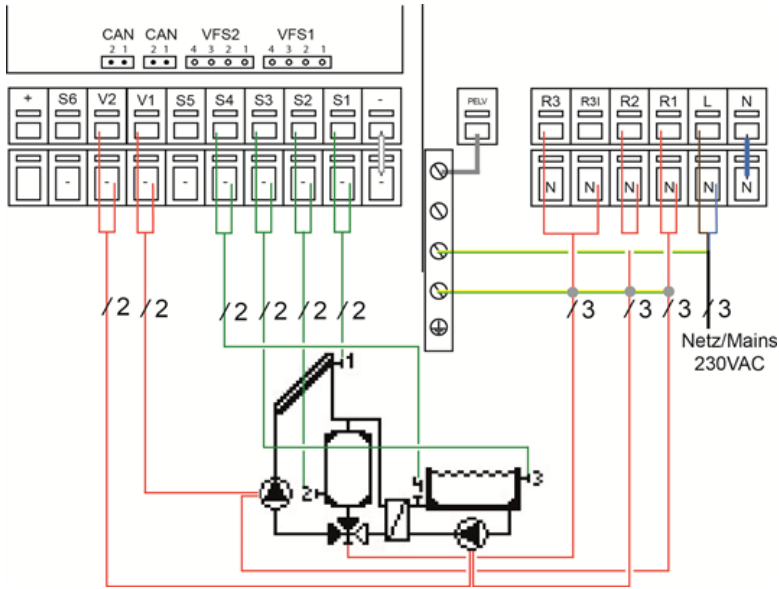 CAN CAN VFS2 VFS1
2 1 2 1 4 3 2 1 4 3 2 1
+ S6 V2 V1 S5 S4 S3 S2 S1 - PELV R3 R3I R2 R1 L N
- - - - - - - - - N N N N N N
/2 /2 /2 /2 /2 /2 /3 /3 /3 /3
Netz/Mains
230VAC
1
2 4 3